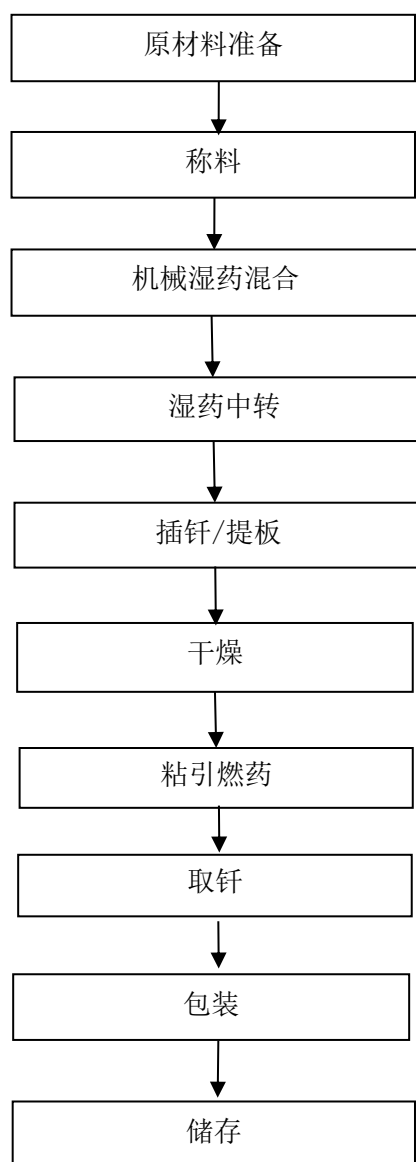 原材料准备
称料
机械湿药混合
湿药中转
插钎/提板
干燥
粘引燃药
取钎
包装
储存